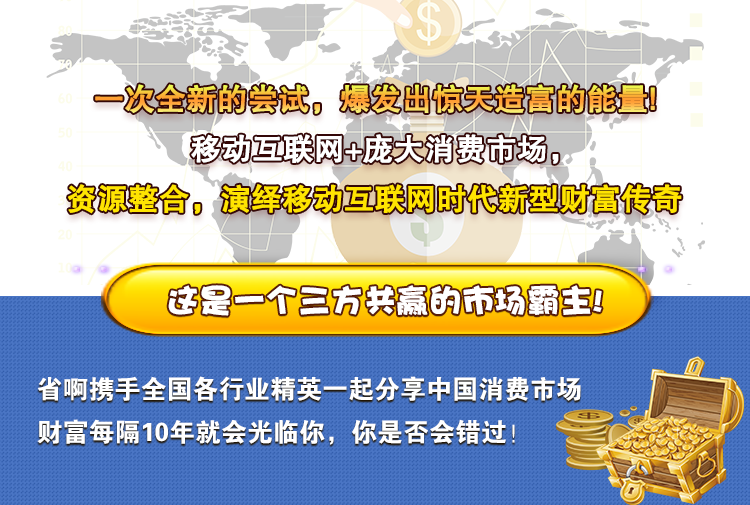 一次全新的尝试，爆发出惊天造富的能量!
移动互联网+庞大消费市场，
资源整合，演绎移动互联网时代新型财富传奇
这是一个三方共赢的市场霸主!
省啊携手全国各行业精英一起分享中国消费市场
财富每隔10年就会光临你，你是否会错过！